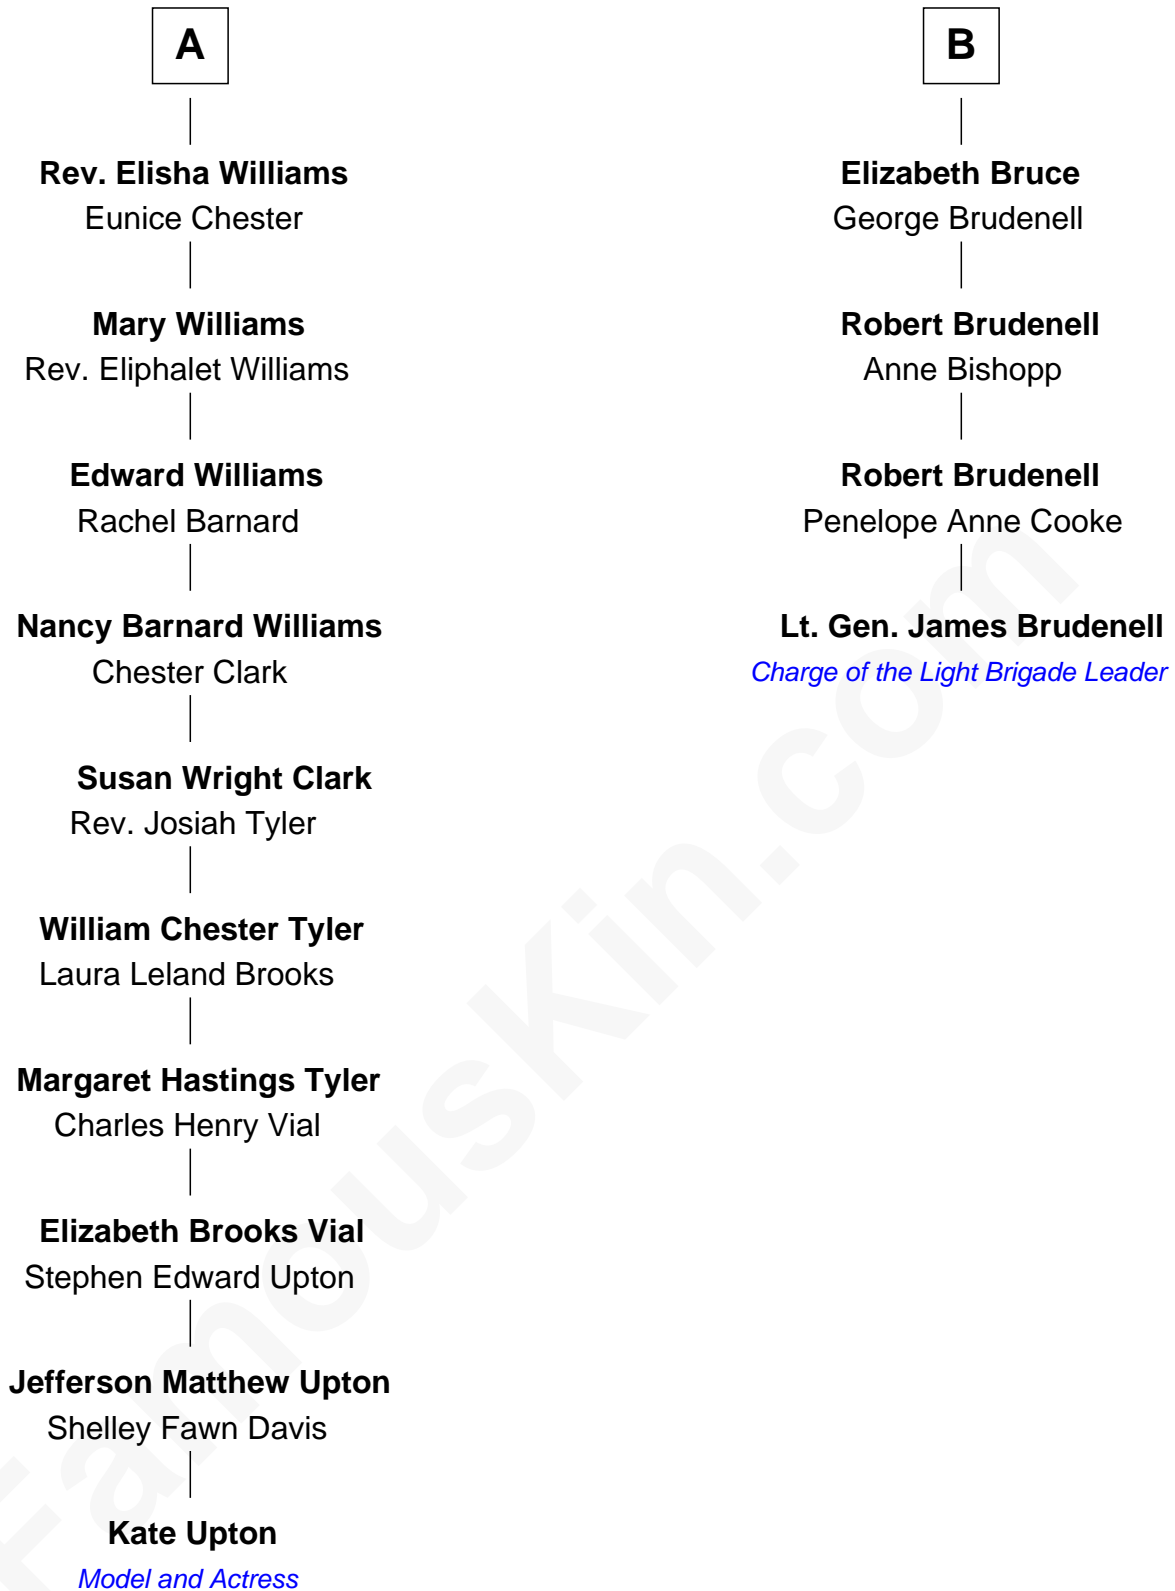 A
Rev. Elisha Williams
Eunice Chester
Mary Williams
Rev. Eliphalet Williams
Edward Williams
Rachel Barnard
Nancy Barnard Williams
Chester Clark
Susan Wright Clark
Rev. Josiah Tyler
William Chester Tyler
Laura Leland Brooks
Margaret Hastings Tyler
Charles Henry Vial
Elizabeth Brooks Vial
Stephen Edward Upton
Jefferson Matthew Upton
Shelley Fawn Davis
Kate Upton
Model and Actress
B
Elizabeth Bruce
George Brudenell
Robert Brudenell
Anne Bishopp
Robert Brudenell
Penelope Anne Cooke
Lt. Gen. James Brudenell
Charge of the Light Brigade Leader
FamousKin.com